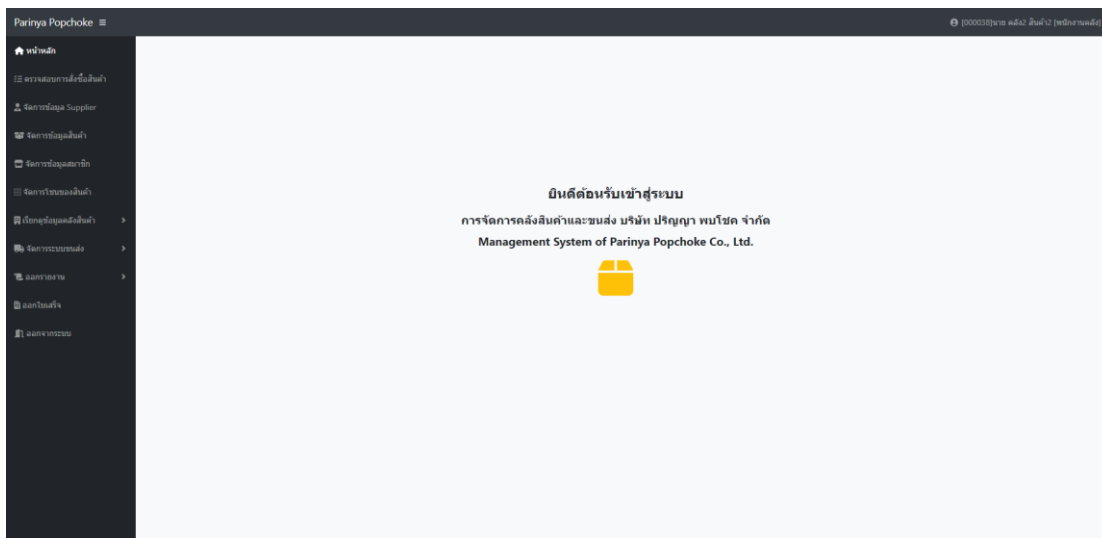 Parinya Popchoke
[000038]นาย คลัง2 สินค้า2 [พนักงานคลัง]
หน้าหลัก
ตรวจสอบการสั่งซื้อสินค้า
จัดการข้อมูล Supplier
จัดการข้อมูลสินค้า
จัดการข้อมูลสมาชิก
จัดการโซนของสินค้า
เรียกดูข้อมูลคลังสินค้า
จัดการระบบขนส่ง
ออกรายงาน
ออกใบเสร็จ
ออกจากระบบ
ยินดีต้อนรับเข้าสู่ระบบ
การจัดการคลังสินค้าและขนส่ง บริษัท ปริญญา พบโชค จำกัด
Management System of Parinya Popchoke Co., Ltd.